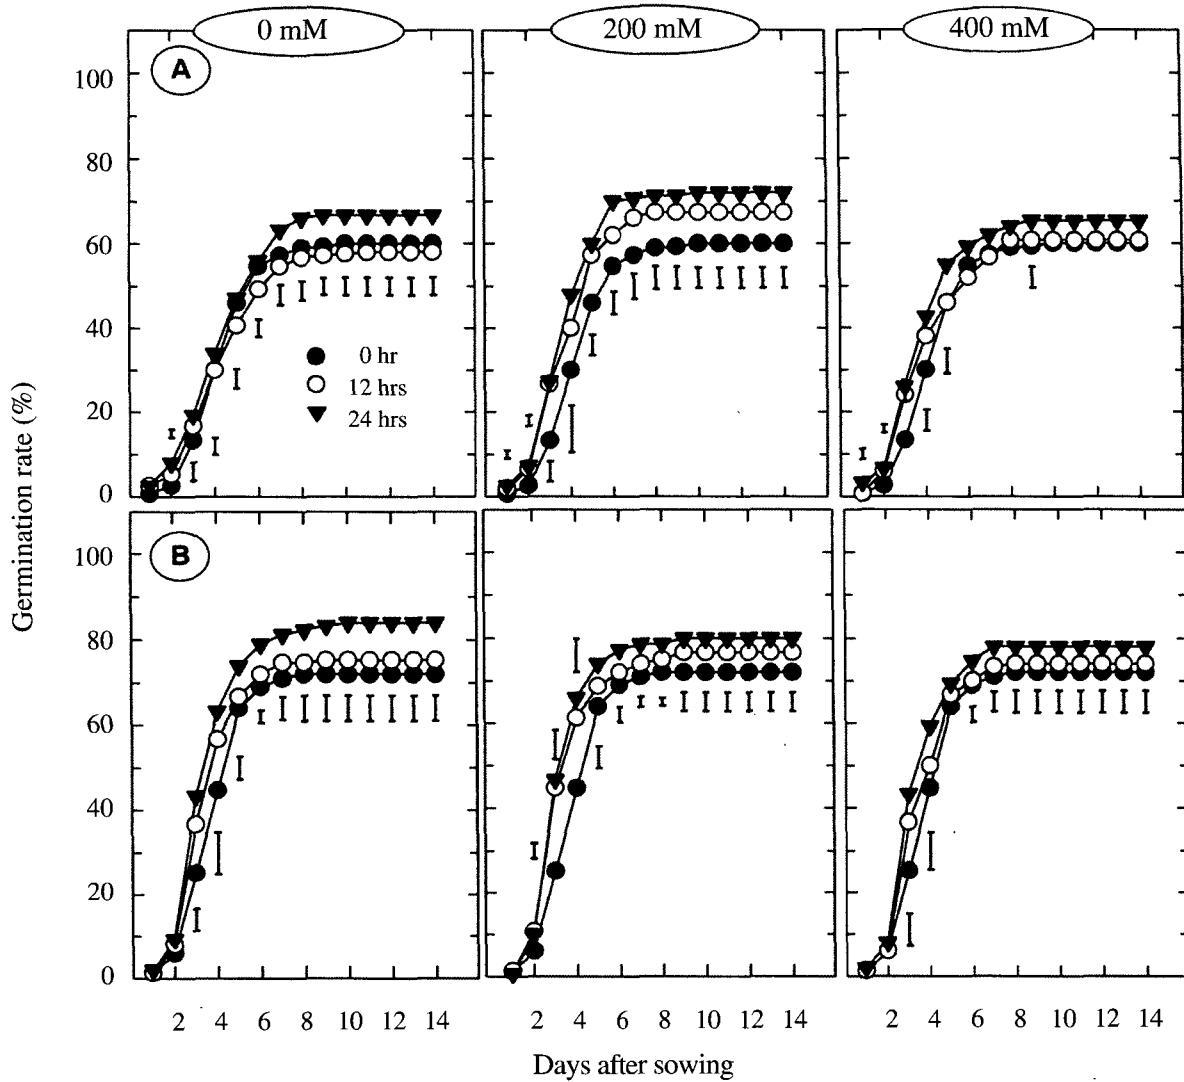 0 mM 200 mM 400 mM
A
100
80
60
40
20
0
0 hr
12 hrs
24 hrs
B
100
80
60
40
20
0
Germination rate (%)
2 4 6 8 10 12 14 2 4 6 8 10 12 14 2 4 6 8 10 12 14
Days after sowing